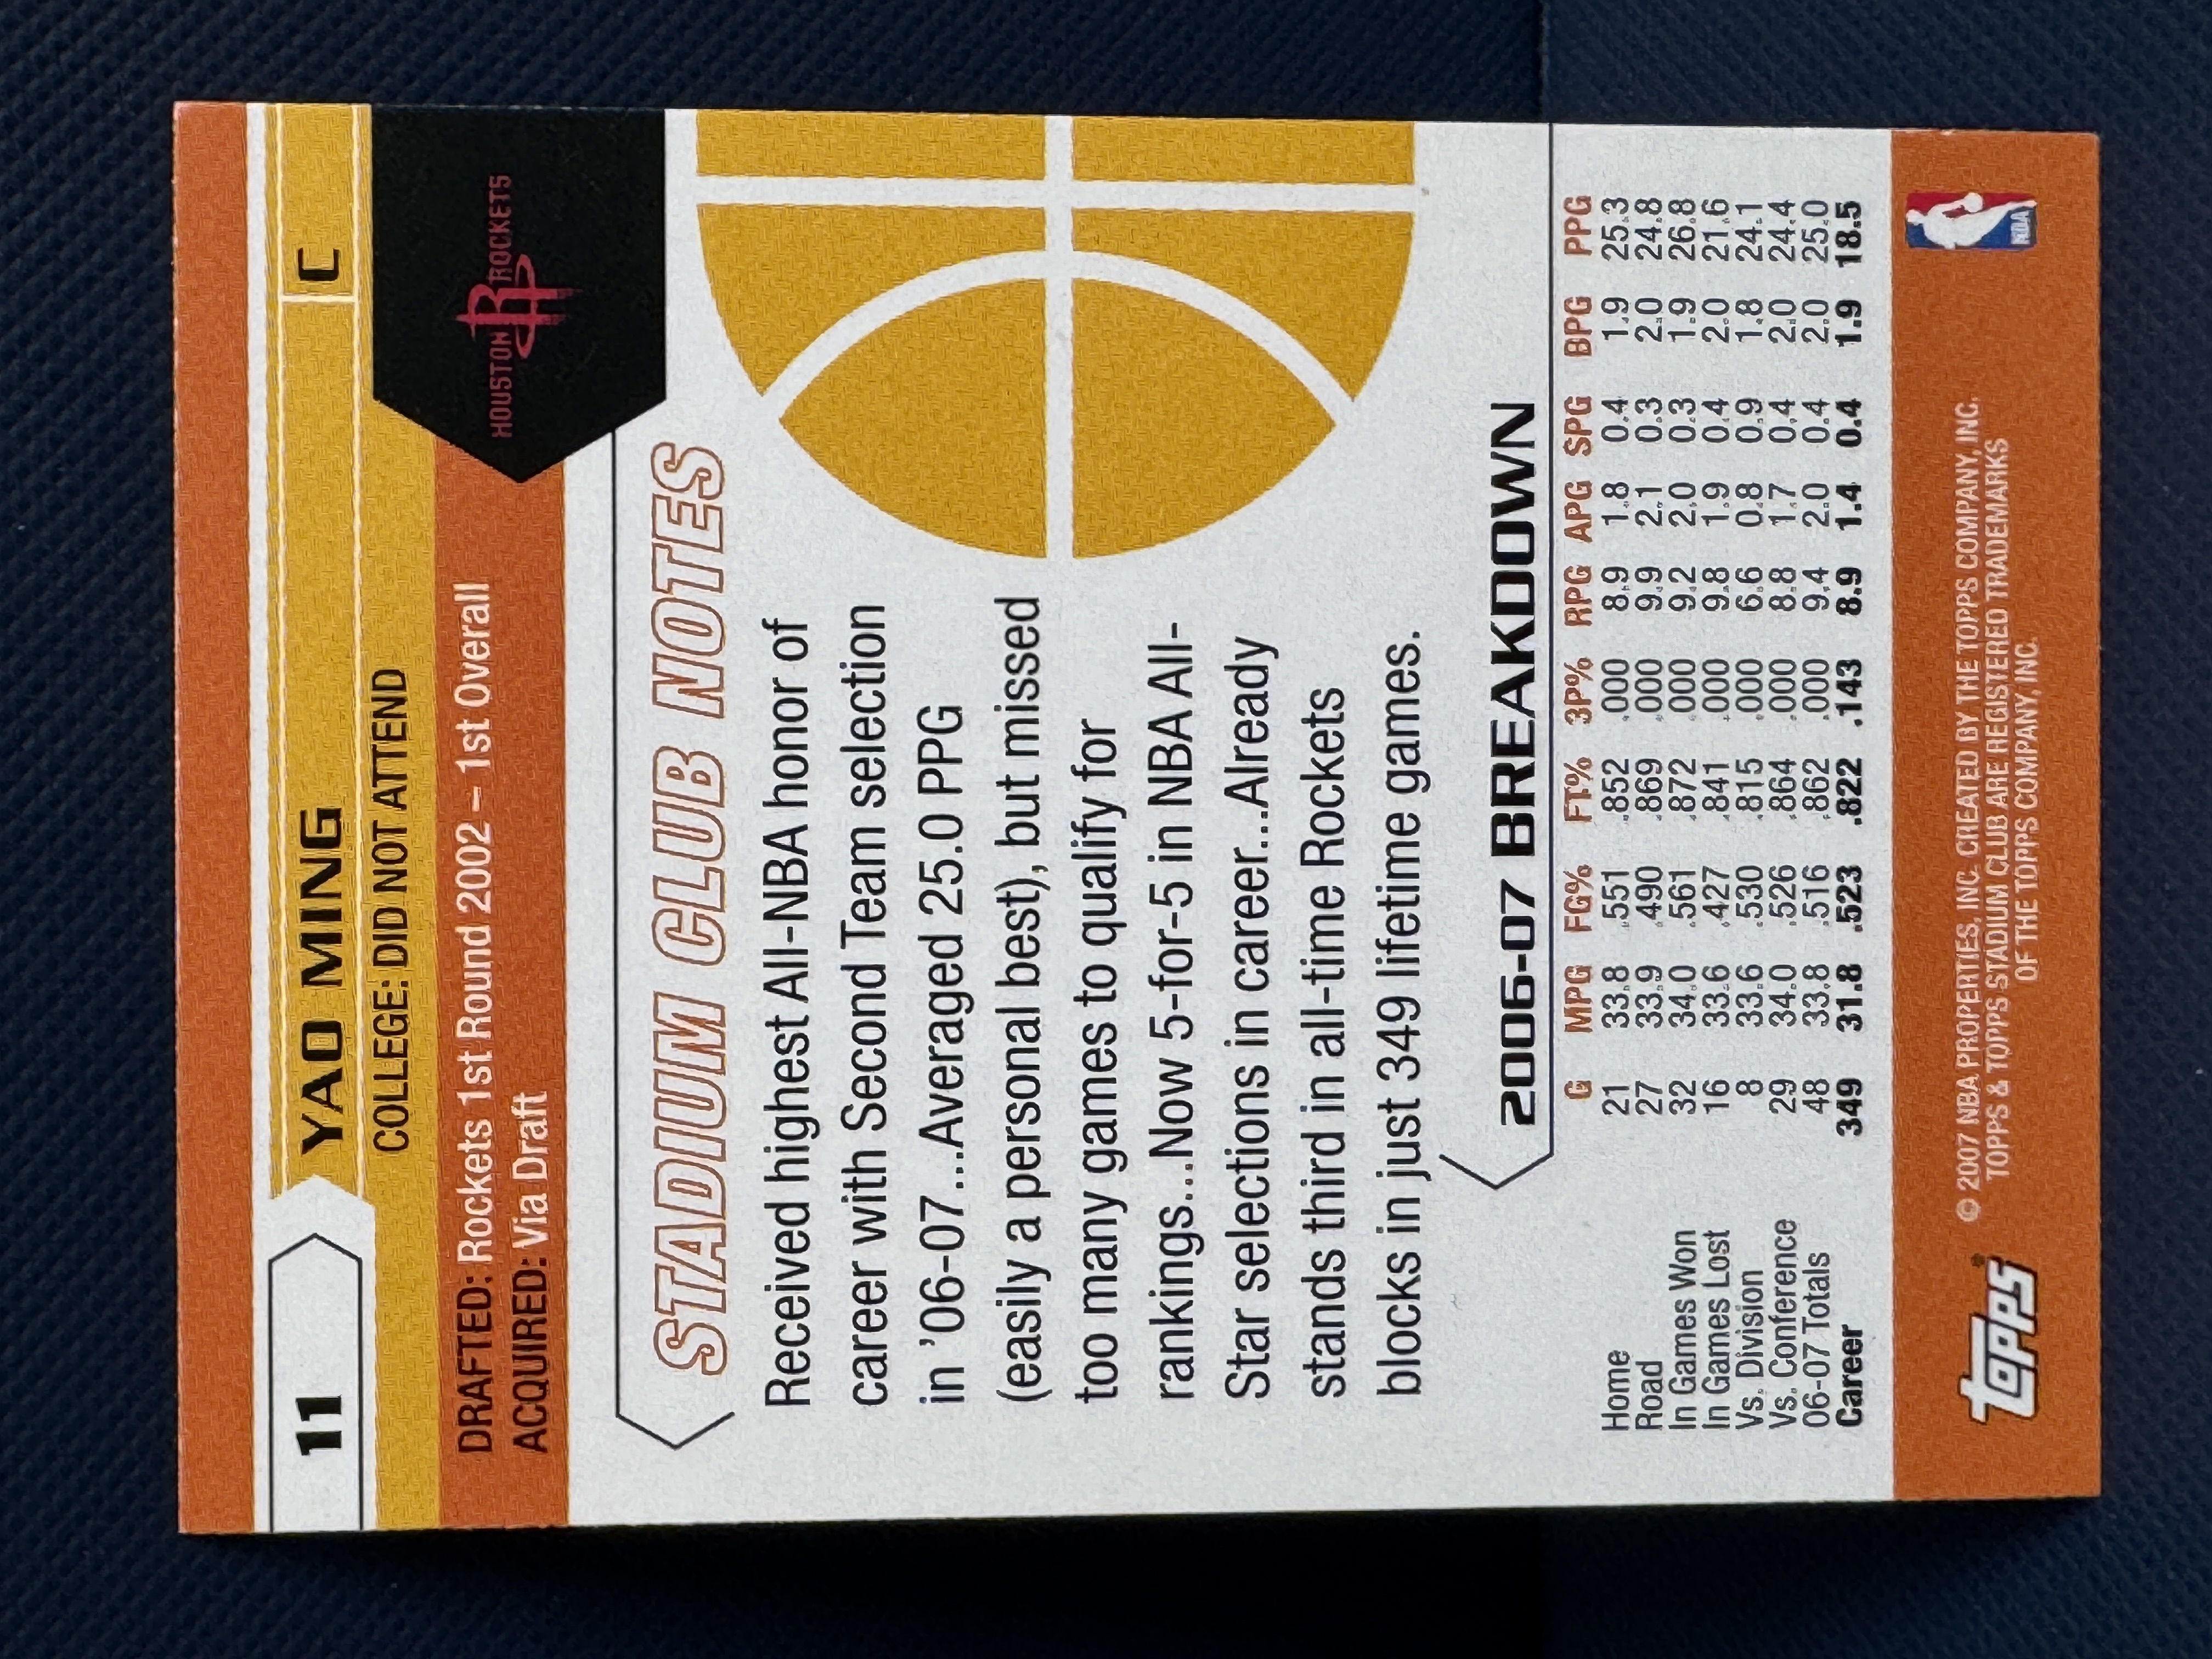 11 YAO MING C
COLLEGE: DID NOT ATTEND
DRAFTED: Rockets 1st Round 2002 – 1st Overall
ACQUIRED: Via Draft
HOUSTON R ROCKETS
STADIUM CLUB NOTES
Received highest All-NBA honor of
career with Second Team selection
in '06-07...Averaged 25.0 PPG
(easily a personal best), but missed
too many games to qualify for
rankings...Now 5-for-5 in NBA All-
Star selections in career...Already
stands third in all-time Rockets
blocks in just 349 lifetime games.
2006-07 BREAKDOWN
G MPG FG% FT% 3P% RPG APG SPG BPG PPG
Home 21 33.8 .551 .852 .000 8.9 1.8 0.4 1.9 25.3
Road 27 33.9 .490 .869 .000 9.9 2.1 0.3 2.0 24.8
In Games Won 32 34.0 .561 .872 .000 9.2 2.0 0.3 1.9 26.8
In Games Lost 16 33.6 .427 .841 .000 9.8 1.9 0.4 2.0 21.6
Vs. Division 8 33.6 .530 .815 .000 6.6 0.8 0.9 1.8 24.1
Vs. Conference 29 34.0 .526 .864 .000 8.8 1.7 0.4 2.0 24.4
06-07 Totals 48 33.8 .516 .862 .000 9.4 2.0 0.4 2.0 25.0
Career 349 31.8 .523 .822 .143 8.9 1.4 0.4 1.9 18.5
topps®
© 2007 NBA PROPERTIES, INC. CREATED BY THE TOPPS COMPANY, INC.
TOPPS & TOPPS STADIUM CLUB ARE REGISTERED TRADEMARKS
OF THE TOPPS COMPANY, INC.
NBA